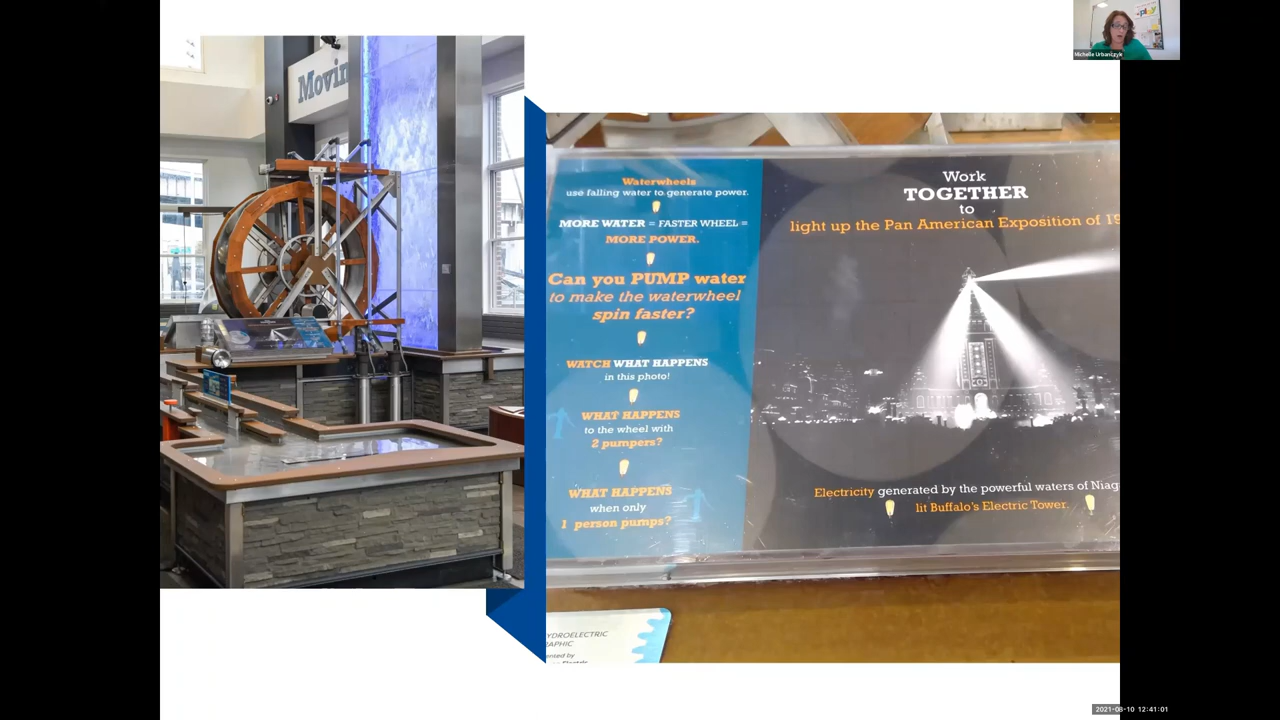 Michelle Urbanczyk
Movin
Waterwheels
use falling water to generate power.
MORE WATER = FASTER WHEEL =
MORE POWER.
Can you PUMP water
to make the waterwheel
spin faster?
WATCH WHAT HAPPENS
in this photo!
WHAT HAPPENS
to the wheel with
2 pumpers?
WHAT HAPPENS
when only
1 person pumps?
Work
TOGETHER
to
light up the Pan American Exposition of 19
Electricity generated by the powerful waters of Niag
lit Buffalo's Electric Tower.
YDROELECTRIC
APHIC
ented by
Electric
2021-08-10 12:41:01